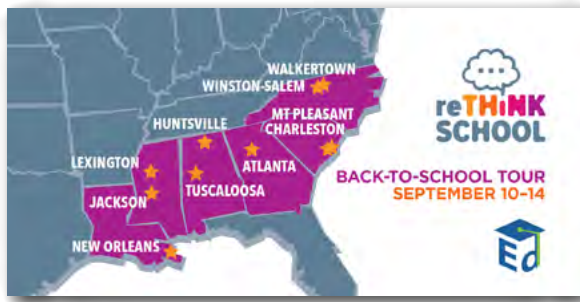 WALKERTOWN
WINSTON-SALEM
MT PLEASANT
CHARLESTON
HUNTSVILLE
LEXINGTON
ATLANTA
TUSCALOOSA
JACKSON
NEW ORLEANS
reTHiNK
SCHOOL
BACK-TO-SCHOOL TOUR
SEPTEMBER 10–14
Ed